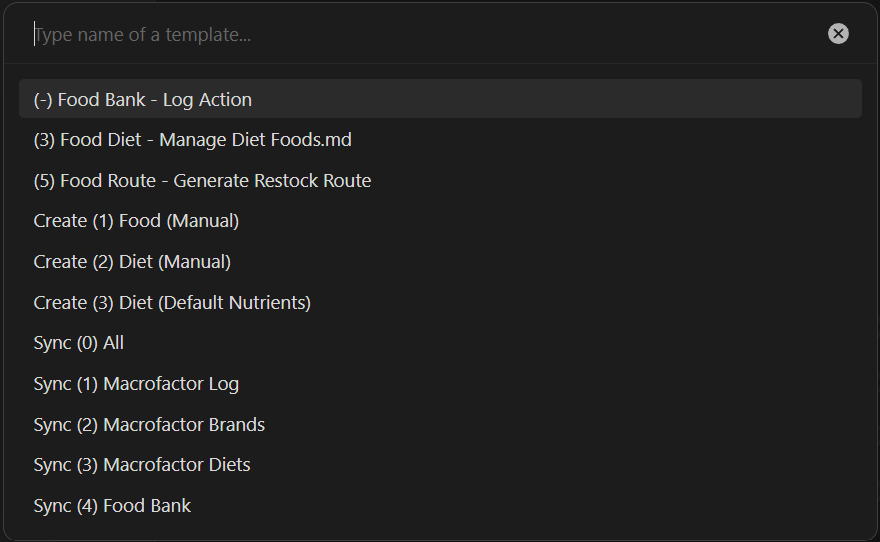 Type name of a template...
(-) Food Bank - Log Action
(3) Food Diet - Manage Diet Foods.md
(5) Food Route - Generate Restock Route
Create (1) Food (Manual)
Create (2) Diet (Manual)
Create (3) Diet (Default Nutrients)
Sync (0) All
Sync (1) Macrofactor Log
Sync (2) Macrofactor Brands
Sync (3) Macrofactor Diets
Sync (4) Food Bank